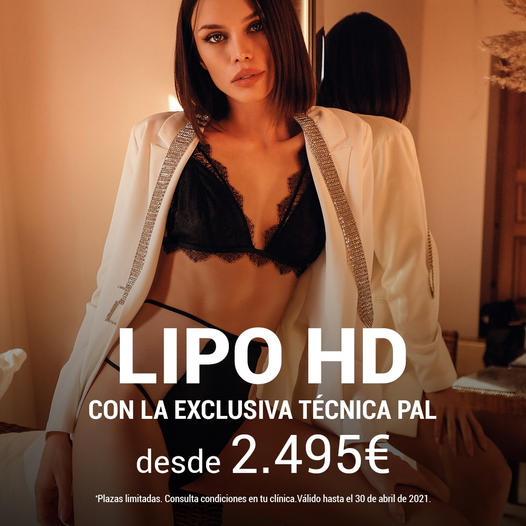 LIPO HD
CON LA EXCLUSIVA TÉCNICA PAL
desde 2.495€
*Plazas limitadas. Consulta condiciones en tu clínica.Válido hasta el 30 de abril de 2021.